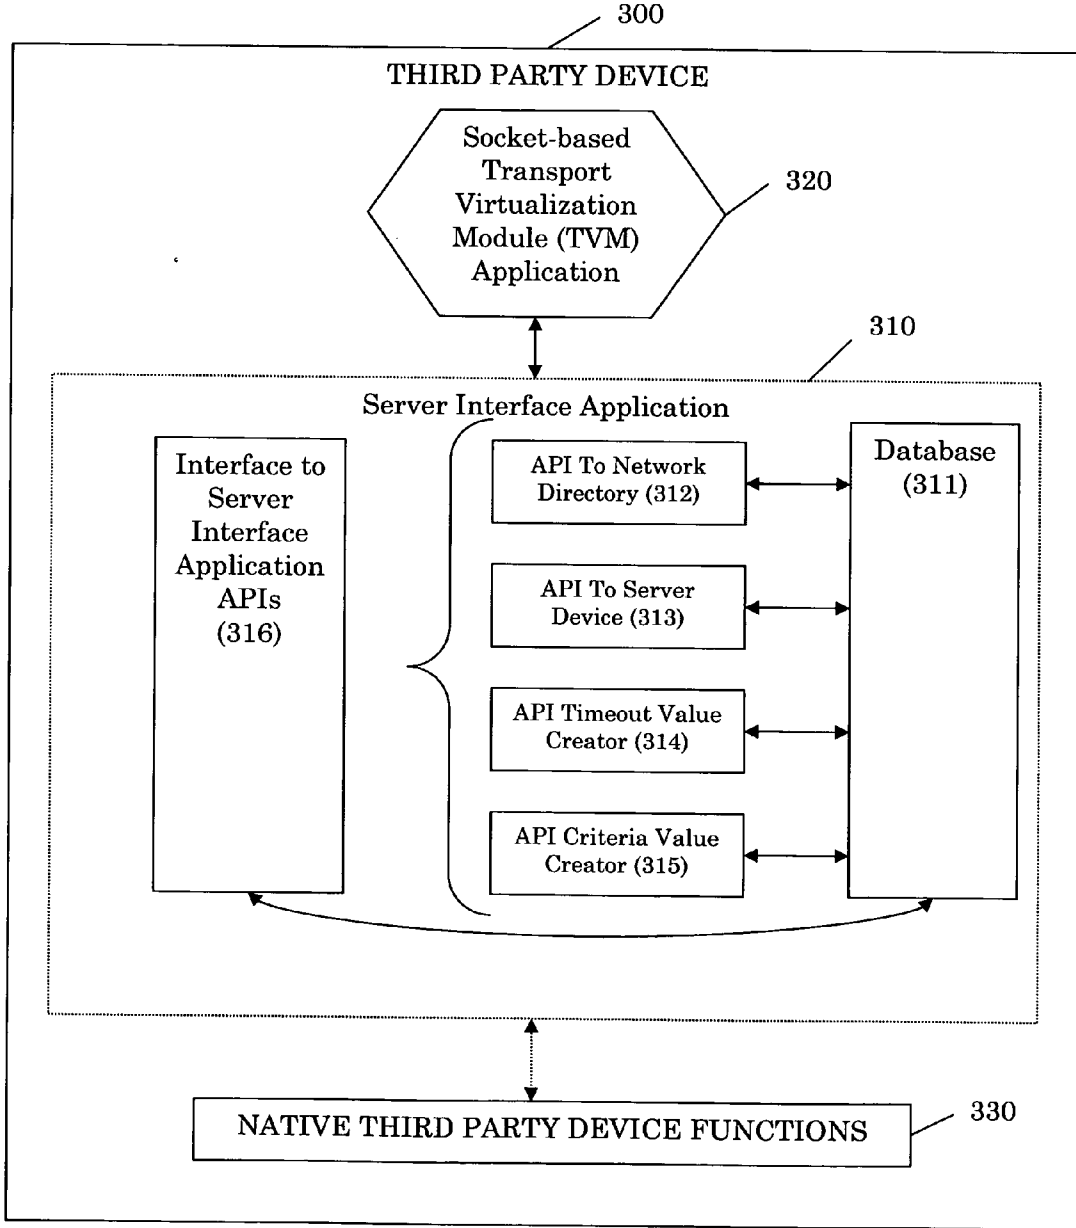 300
THIRD PARTY DEVICE
Socket-based
Transport
Virtualization
Module (TVM)
Application
320
310
Server Interface Application
Interface to
Server
Interface
Application
APIs
(316)
API To Network
Directory (312)
API To Server
Device (313)
API Timeout Value
Creator (314)
API Criteria Value
Creator (315)
Database
(311)
NATIVE THIRD PARTY DEVICE FUNCTIONS
330